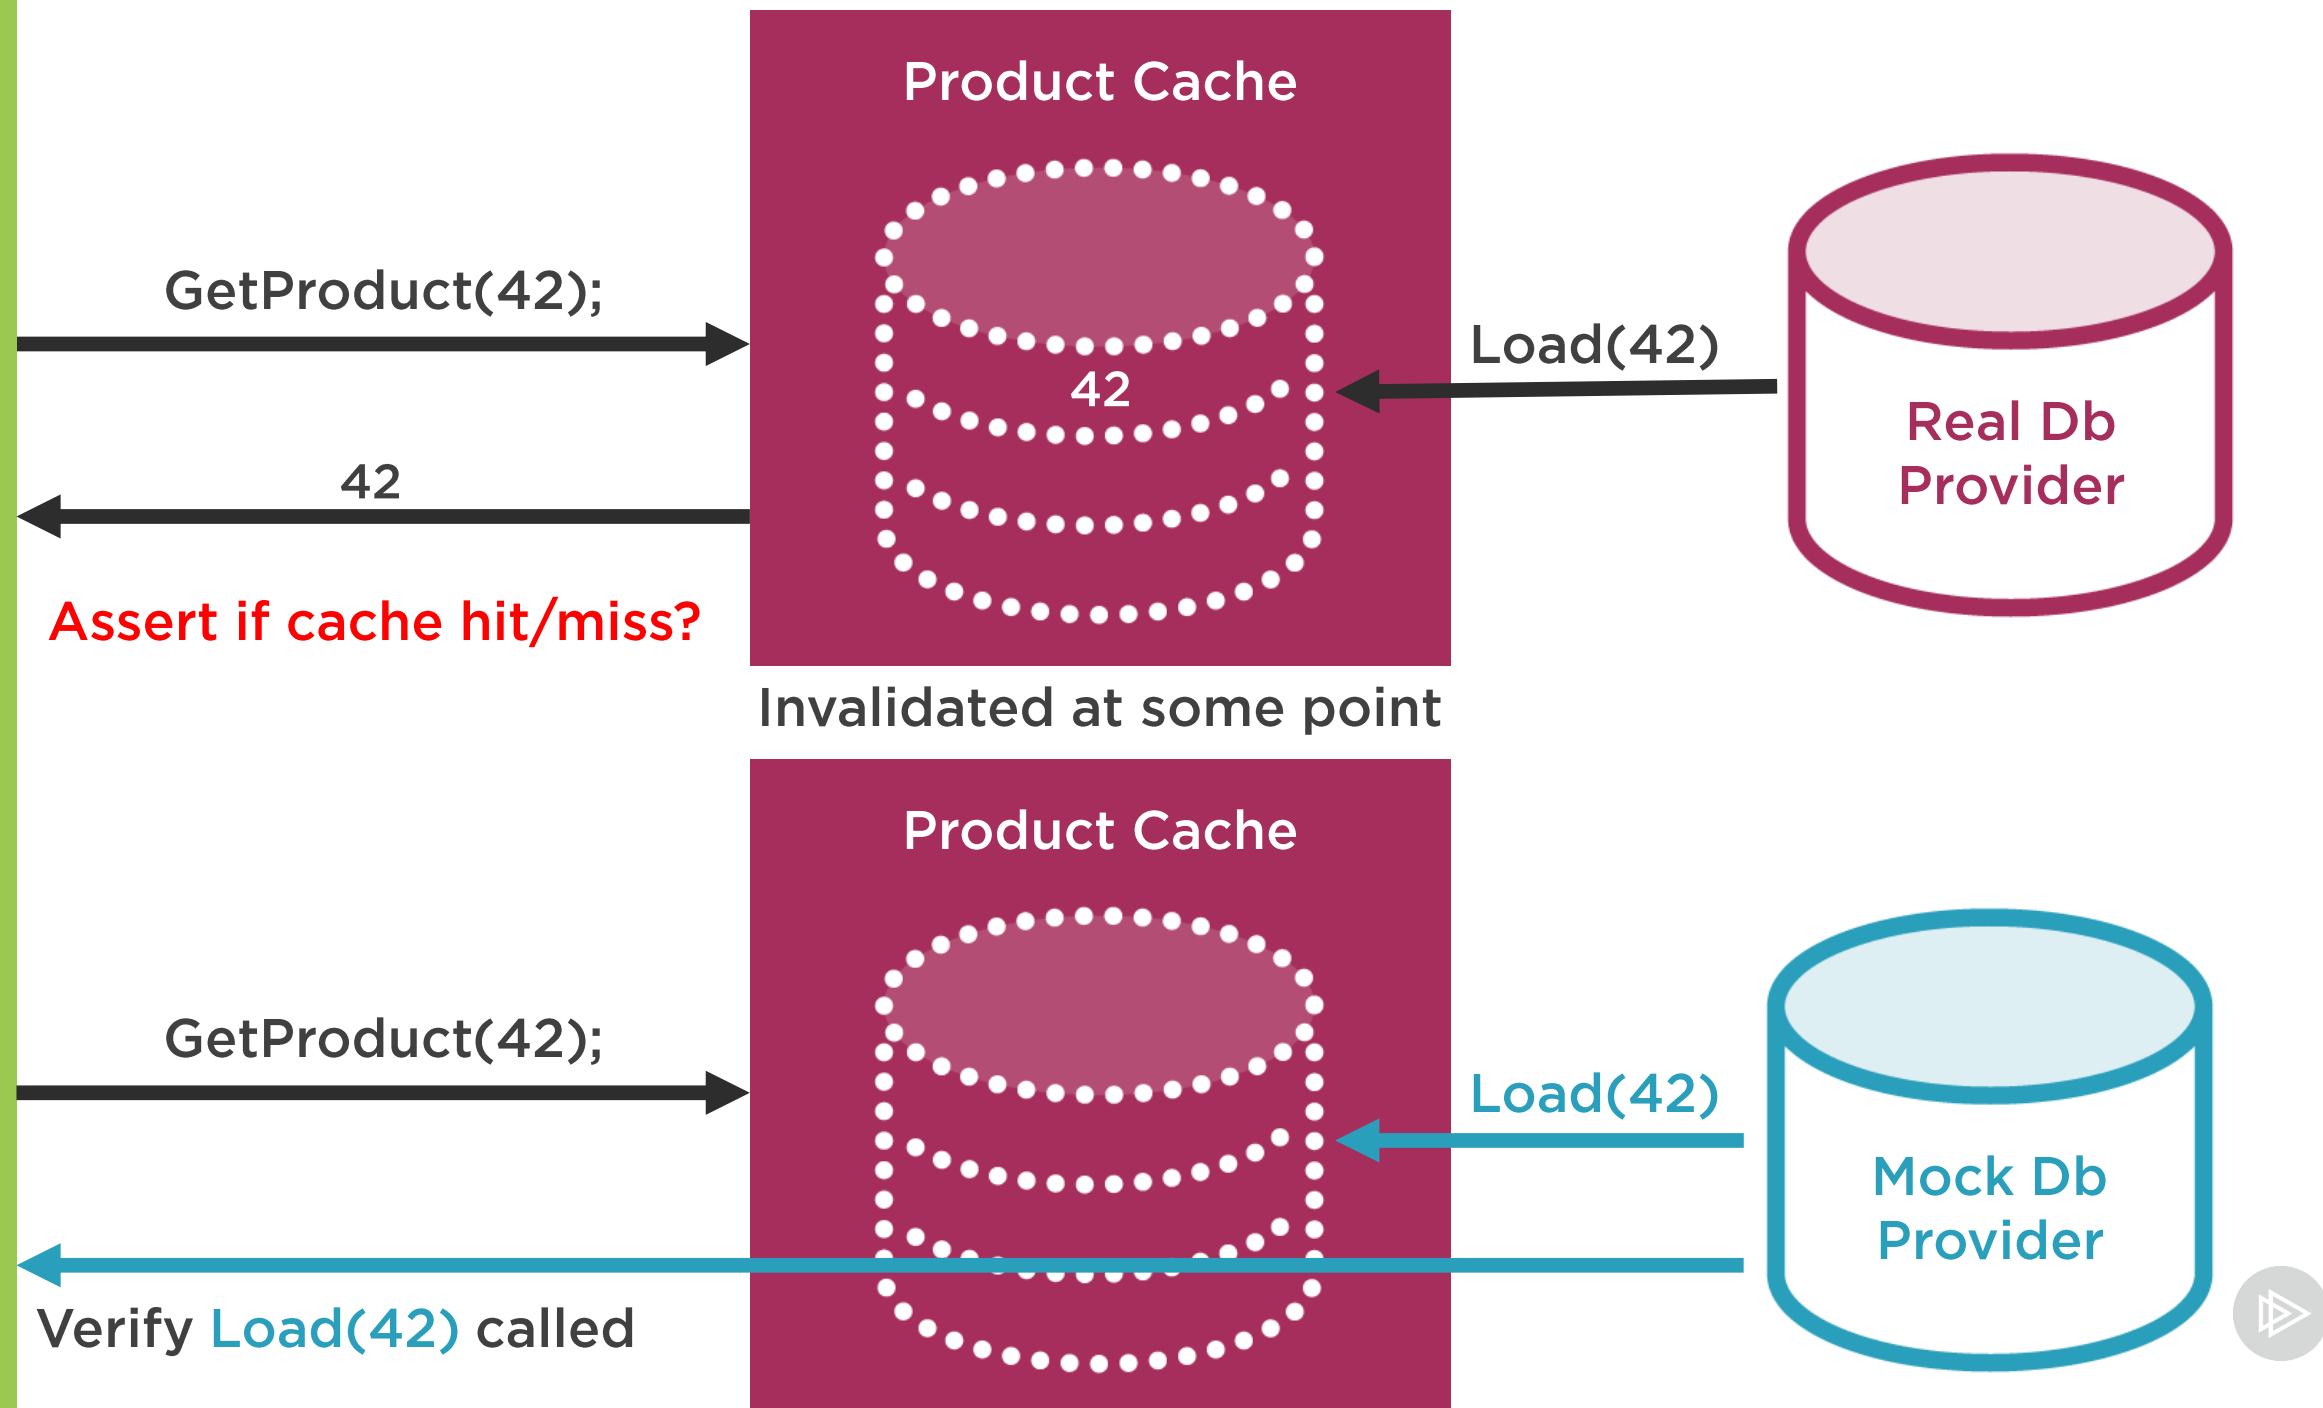 Product Cache
GetProduct(42);
42
Load(42)
Real Db
Provider
42
Assert if cache hit/miss?
Invalidated at some point
Product Cache
GetProduct(42);
Load(42)
Mock Db
Provider
Verify Load(42) called